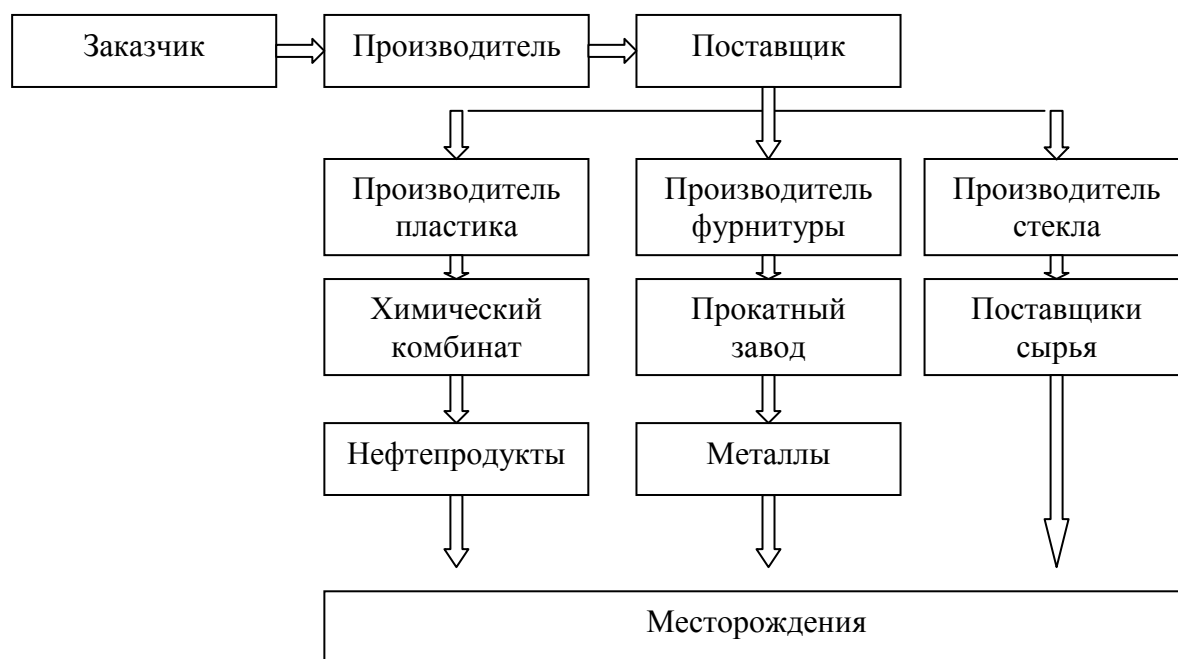 Заказчик
Производитель
Поставщик
Производитель
пластика
Производитель
фурнитуры
Производитель
стекла
Химический
комбинат
Прокатный
завод
Поставщики
сырья
Нефтепродукты
Металлы
Месторождения